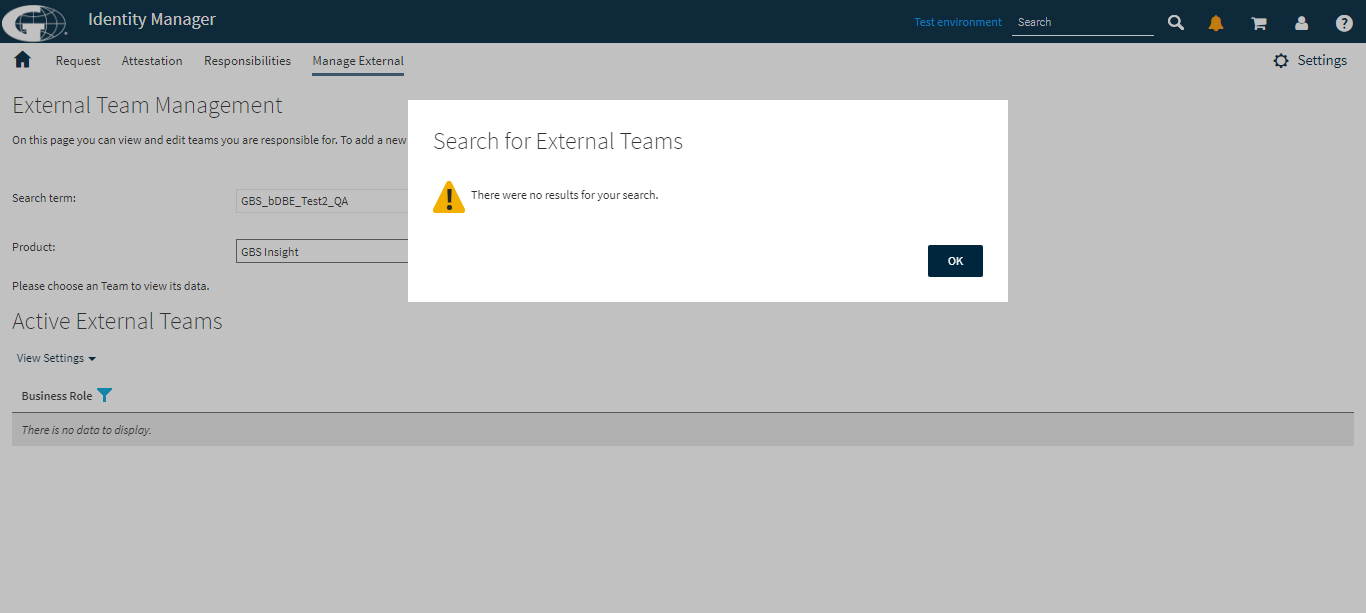 Identity Manager
Test environment
Search
Request
Attestation
Responsibilities
Manage External
Settings
External Team Management
On this page you can view and edit teams you are responsible for. To add a new
Search term:
GBS_bDBE_Test2_QA
Product:
GBS Insight
Please choose an Team to view its data.
Active External Teams
View Settings
Business Role
There is no data to display.
Search for External Teams
There were no results for your search.
OK